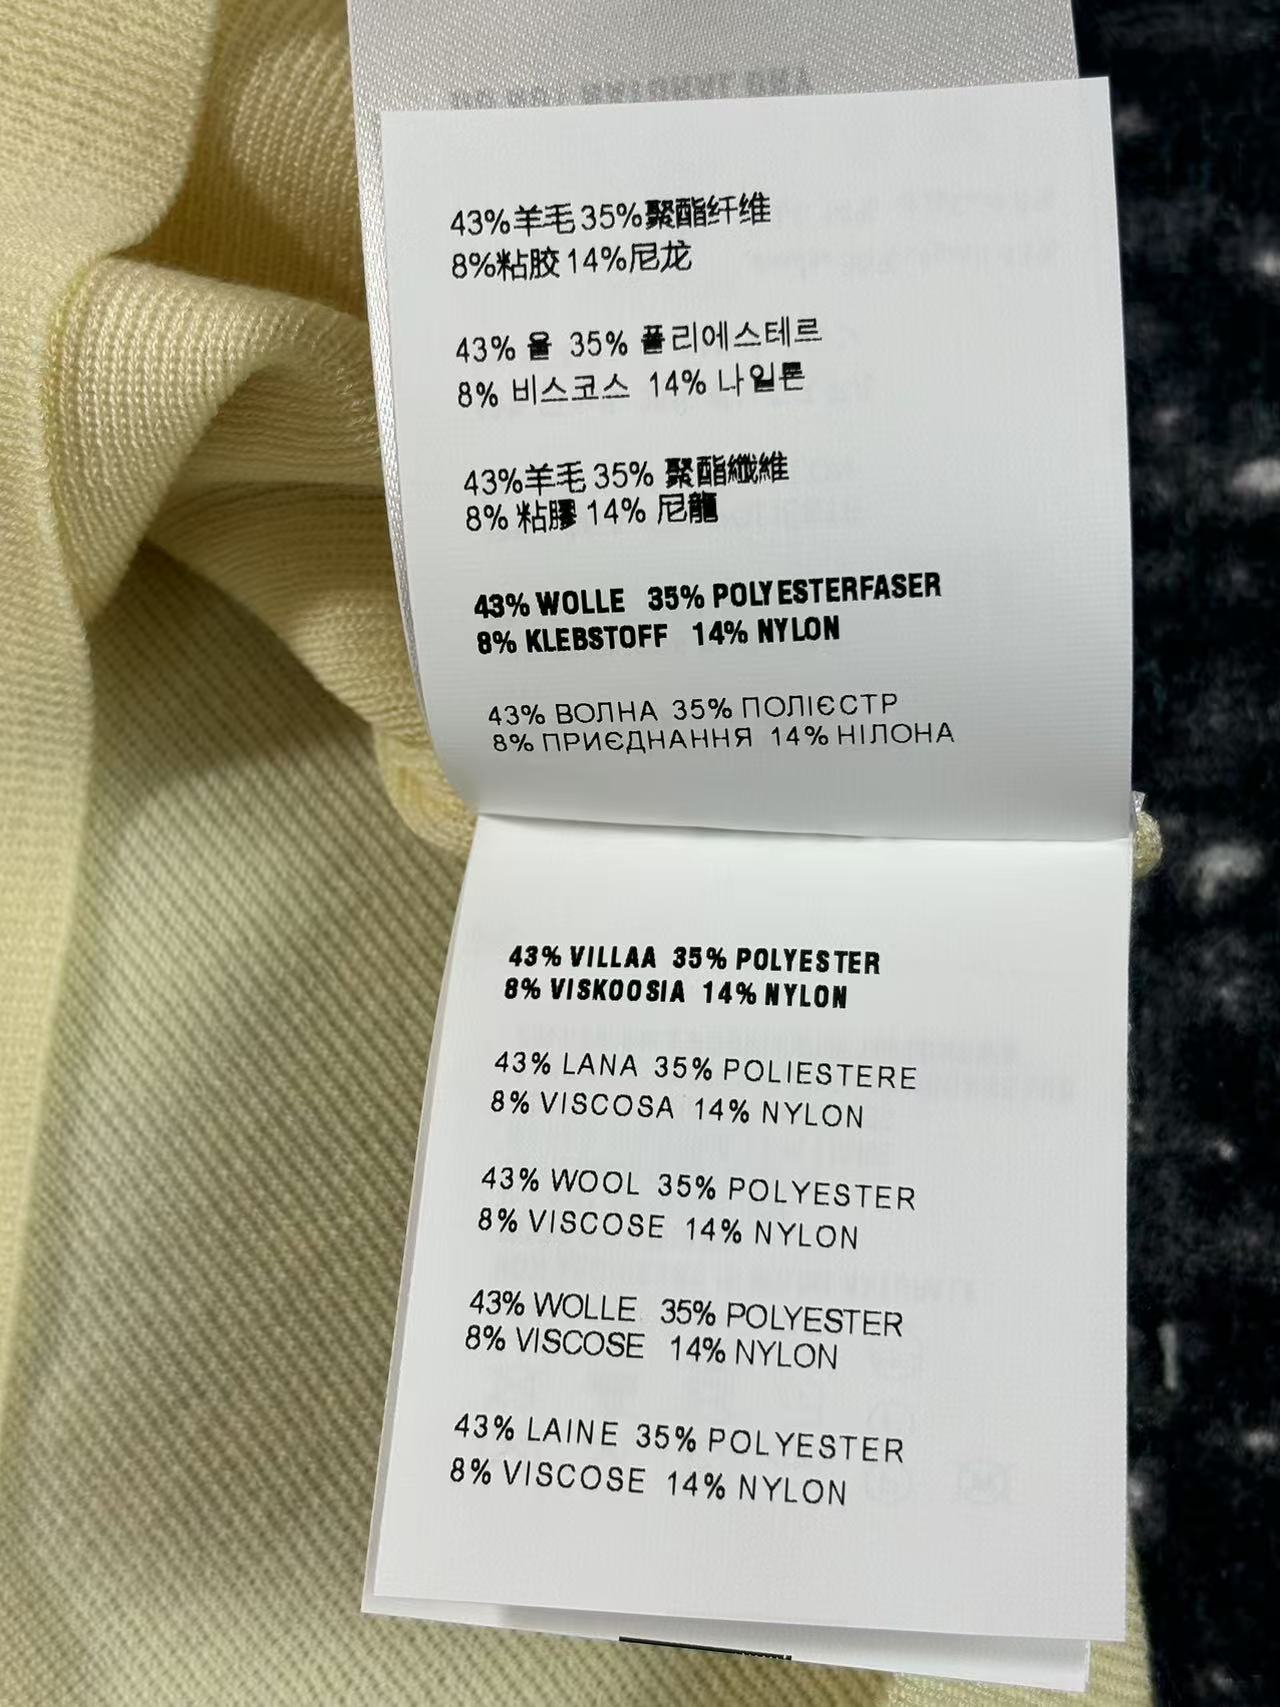 43%羊毛 35%聚酯纤维
8%粘胶 14%尼龙
43% 울 35% 폴리에스테르
8% 비스코스 14% 나일론
43%羊毛 35% 聚酯纖維
8% 粘膠 14% 尼龍
43% WOLLE 35% POLYESTERFASER
8% KLEBSTOFF 14% NYLON
43% ВОЛНА 35% ПОЛІЄСТР
8% ПРИЄДНАННЯ 14% НІЛОНА
43% VILLAA 35% POLYESTER
8% VISKOOSIA 14% NYLON
43% LANA 35% POLIESTERE
8% VISCOSA 14% NYLON
43% WOOL 35% POLYESTER
8% VISCOSE 14% NYLON
43% WOLLE 35% POLYESTER
8% VISCOSE 14% NYLON
43% LAINE 35% POLYESTER
8% VISCOSE 14% NYLON